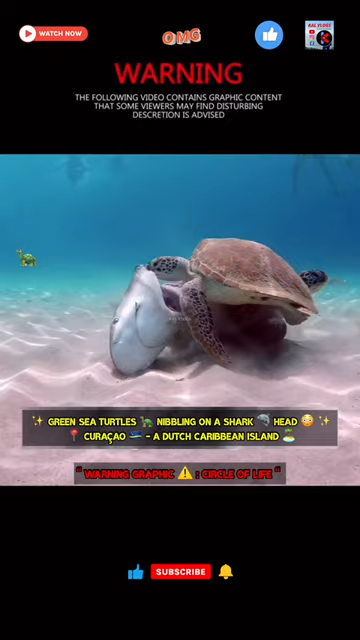 WATCH NOW
OMG
WARNING
THE FOLLOWING VIDEO CONTAINS GRAPHIC CONTENT
THAT SOME VIEWERS MAY FIND DISTURBING
DESCRETION IS ADVISED
✨ GREEN SEA TURTLES 🦕 NIBBLING ON A SHARK 🦈 HEAD 😳 ✨
📍 CURAÇAO 🇨🇼 - A DUTCH CARIBBEAN ISLAND 🏝️
" WARNING GRAPHIC ⚠️ : CIRCLE OF LIFE "
SUBSCRIBE